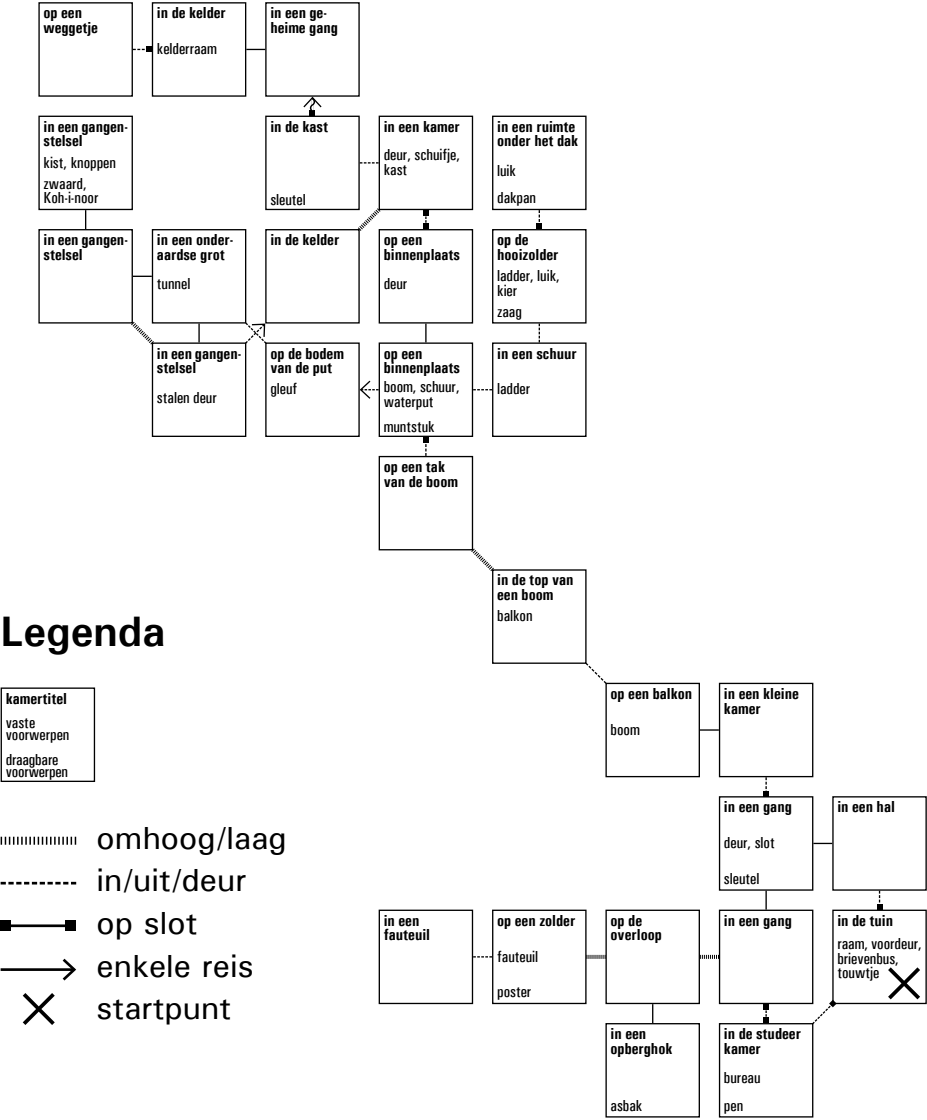 op een
weggetje
in de kelder
kelderraam
in een ge-
heime gang
in een gangen-
stelsel
kist, knoppen
zwaard,
Koh-i-noor
in de kast
sleutel
in een kamer
deur, schuifje,
kast
in een ruimte
onder het dak
luik
dakpan
in een gangen-
stelsel
in een onder-
aardse grot
tunnel
in de kelder
op een
binnenplaats
deur
op de
hooizolder
ladder, luik,
kier
zaag
in een gangen-
stelsel
stalen deur
op de bodem
van de put
gleuf
op een
binnenplaats
boom, schuur,
waterput
muntstuk
in een schuur
ladder
op een tak
van de boom
in de top van
een boom
balkon
Legenda
kamertitel
vaste
voorwerpen
draagbare
voorwerpen
omhoog/laag
in/uit/deur
op slot
enkele reis
startpunt
op een balkon
boom
in een kleine
kamer
in een gang
deur, slot
sleutel
in een hal
in een
fauteuil
op een zolder
fauteuil
poster
op de
overloop
in een gang
in de tuin
raam, voordeur,
brievenbus,
touwtje
in een
opberghok
asbak
in de studeer
kamer
bureau
pen